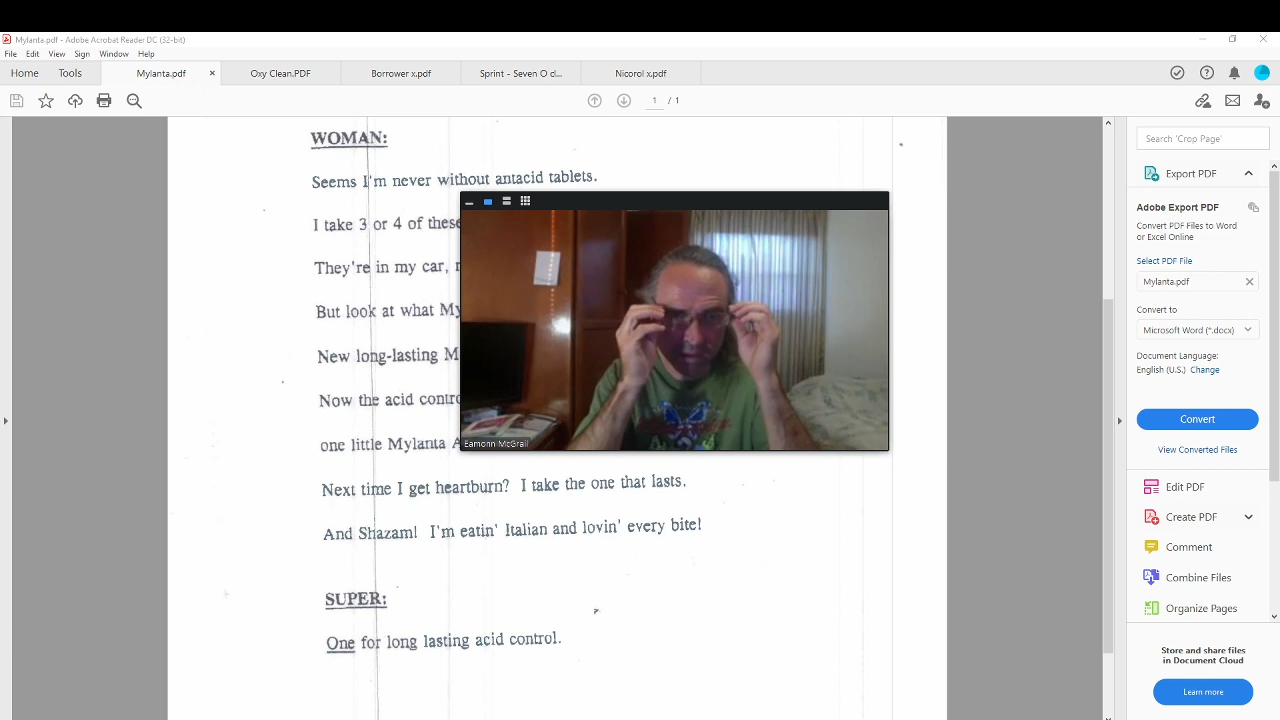 Mylanta.pdf - Adobe Acrobat Reader DC (32-bit)
File Edit View Sign Window Help
Home Tools Mylanta.pdf Oxy Clean.PDF Borrower x.pdf Sprint - Seven O cl... Nicorol x.pdf
1 / 1
WOMAN:
Seems I'm never without antacid tablets.
I take 3 or 4 of these
They're in my car,
But look at what My
New long-lasting M
Now the acid contro
one little Mylanta A
Next time I get heartburn? I take the one that lasts.
And Shazam! I'm eatin' Italian and lovin' every bite!
SUPER:
One for long lasting acid control.
Eamonn McGrail
Search 'Crop Page'
Export PDF
Adobe Export PDF
Convert PDF Files to Word
or Excel Online
Select PDF File
Mylanta.pdf
Convert to
Microsoft Word (*.docx)
Document Language:
English (U.S.) Change
Convert
View Converted Files
Edit PDF
Create PDF
Comment
Combine Files
Organize Pages
Store and share files
in Document Cloud
Learn more